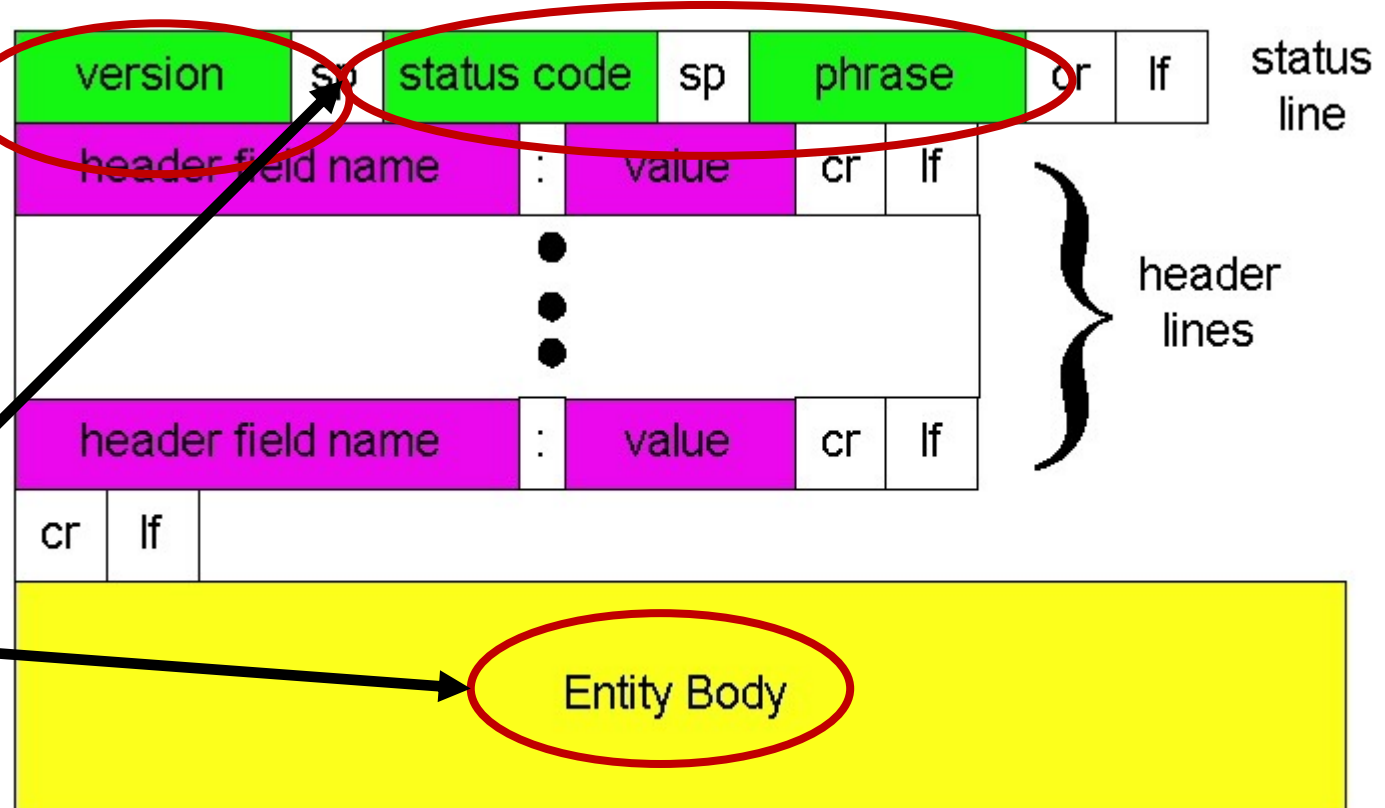 version sp status code sp phrase cr lf status line
header field name : value cr lf
header lines
header field name : value cr lf
cr lf
Entity Body